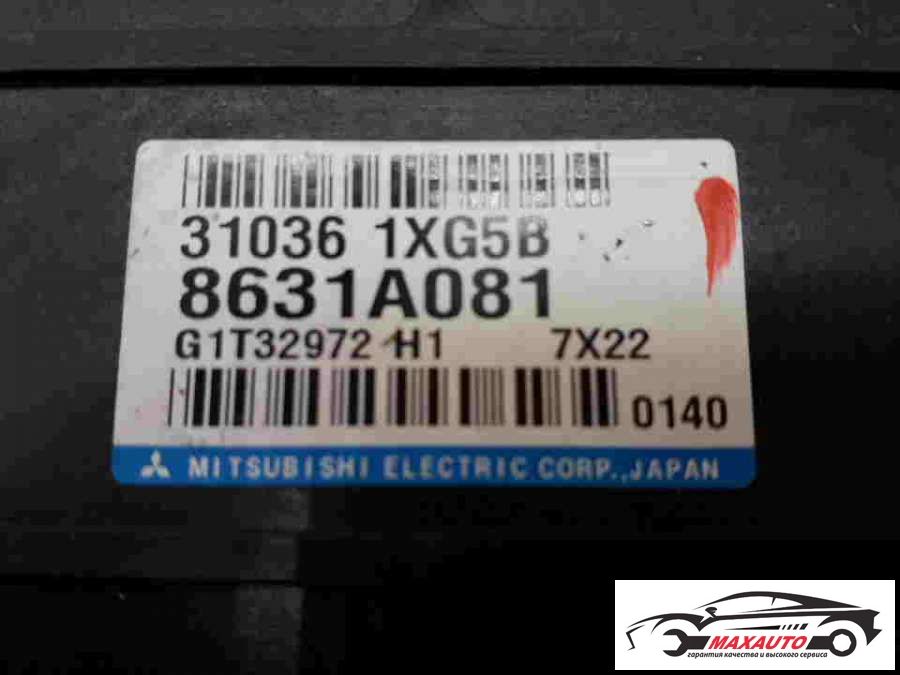 31036 1XG5B
8631A081
G1T32972 H1 7X22
0140
MITSUBISHI ELECTRIC CORP., JAPAN
MAXAUTO
гарантия качества и высокого сервиса